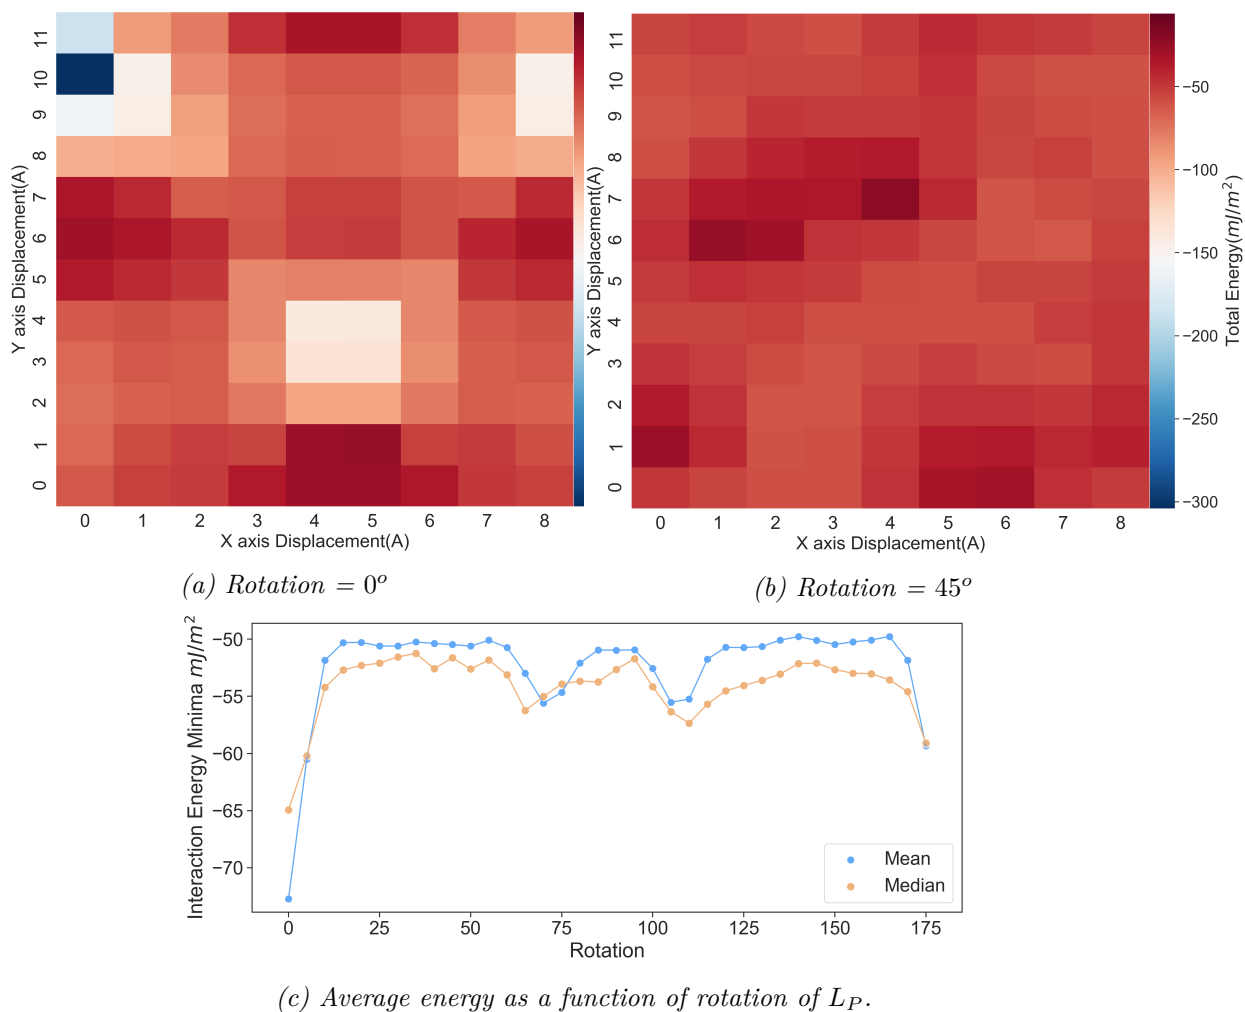 Y axis Displacement(A)
11
10
9
8
7
6
5
4
3
2
1
0
0 1 2 3 4 5 6 7 8
X axis Displacement(A)
(a) Rotation = 0°
Y axis Displacement(A)
11
10
9
8
7
6
5
4
3
2
1
0
0 1 2 3 4 5 6 7 8
X axis Displacement(A)
−50
−100
−150
−200
−250
−300
Total Energy(mJ/m²)
(b) Rotation = 45°
Interaction Energy Minima mJ/m²
−50
−55
−60
−65
−70
0 25 50 75 100 125 150 175
Rotation
Mean
Median
(c) Average energy as a function of rotation of L_P.